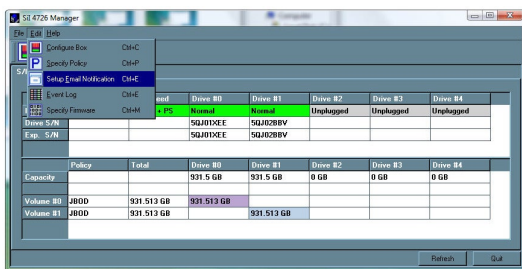 SiI 4726 Manager
File Edit Help
Configure Box Ctrl+C
Specify Policy Ctrl+P
Setup Email Notification Ctrl+E
Event Log Ctrl+E
Specify Firmware Ctrl+M
S/
eed Drive #0 Drive #1 Drive #2 Drive #3 Drive #4
+ PS Normal Normal Unplugged Unplugged Unplugged
Drive S/N 5QJ01XEE 5QJ02BBV
Exp. S/N 5QJ01XEE 5QJ02BBV
Policy Total Drive #0 Drive #1 Drive #2 Drive #3 Drive #4
Capacity 931.5 GB 931.5 GB 0 GB 0 GB 0 GB
Volume #0 JBOD 931.513 GB 931.513 GB
Volume #1 JBOD 931.513 GB 931.513 GB
Refresh Quit